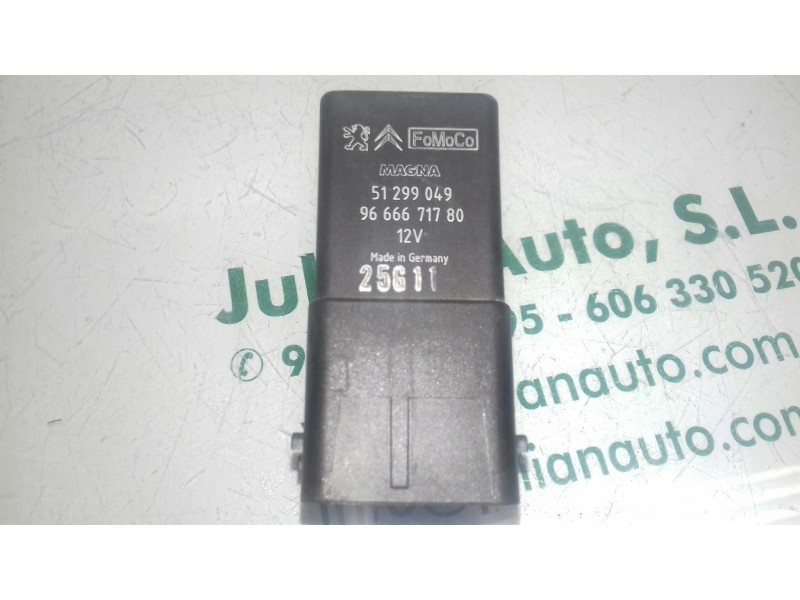 FoMoCo
MAGNA
51 299 049
96 666 717 80
12V
Made in Germany
25G11
Auto, S.L.
95 - 606 330 520
anauto.com
lianauto.com